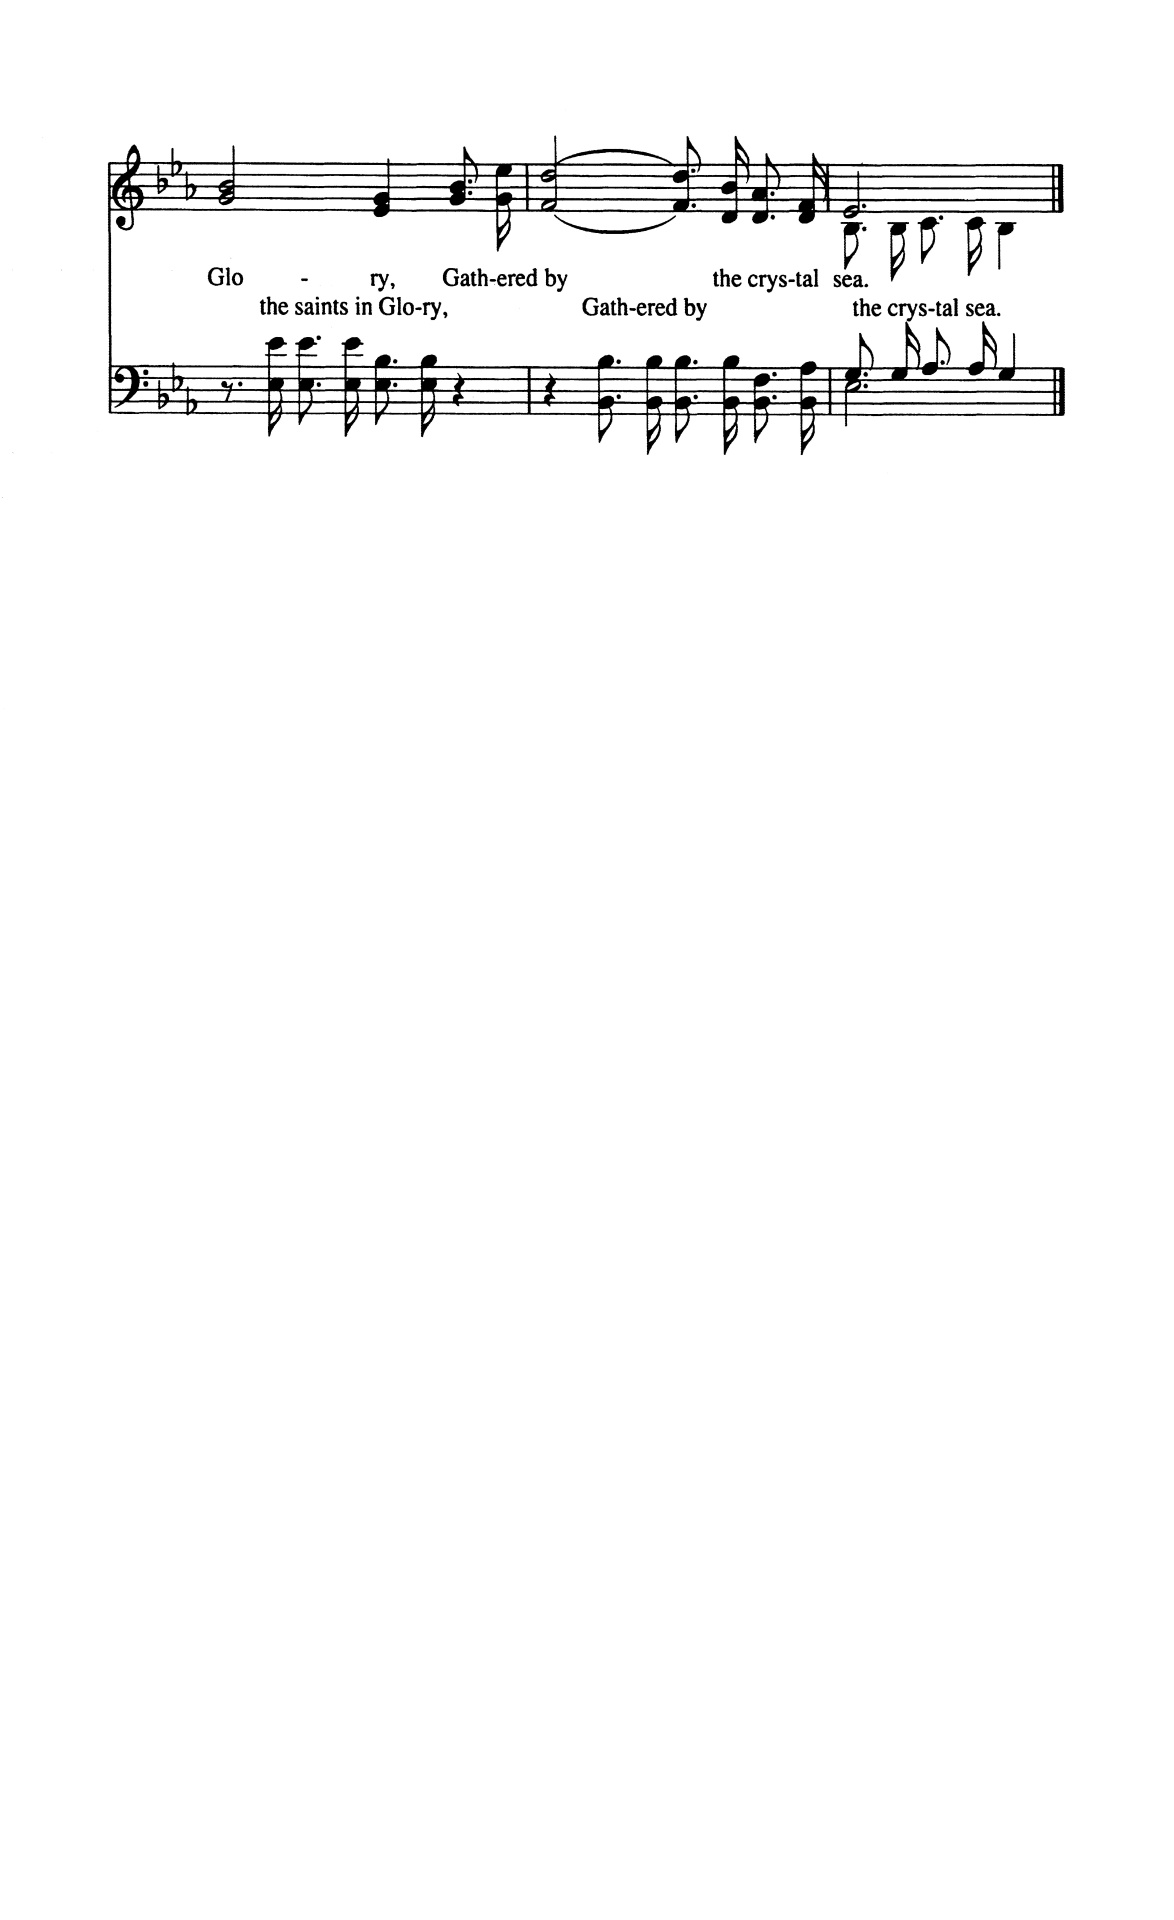 Glo - ry, Gath-ered by the crys-tal sea.
the saints in Glo-ry, Gath-ered by the crys-tal sea.